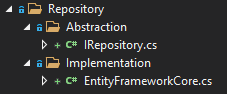 Repository
Abstraction
C# IRepository.cs
Implementation
C# EntityFrameworkCore.cs